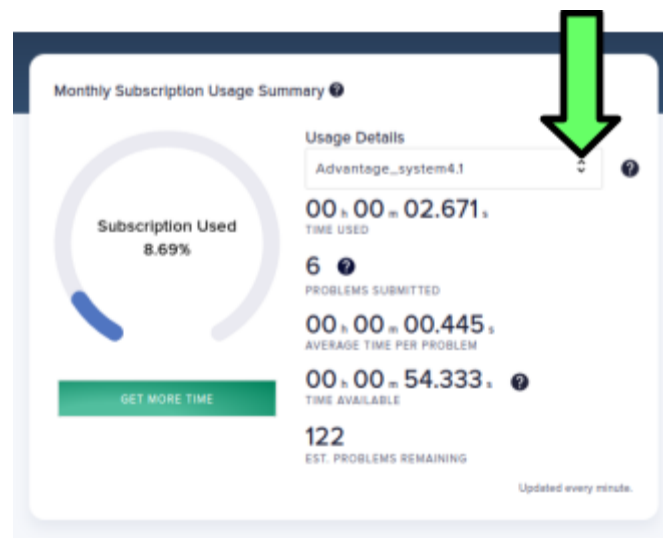 Monthly Subscription Usage Summary ?
Usage Details
Advantage_system4.1
?
Subscription Used
8.69%
00 h 00 m 02.671 s
TIME USED
6 ?
PROBLEMS SUBMITTED
00 h 00 m 00.445 s
AVERAGE TIME PER PROBLEM
GET MORE TIME
00 h 00 m 54.333 s ?
TIME AVAILABLE
122
EST. PROBLEMS REMAINING
Updated every minute.